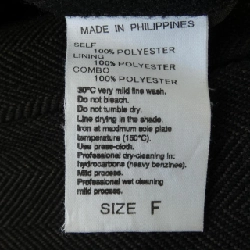 MADE IN PHILIPPINES
SELF
100% POLYESTER
LINING
100% POLYESTER
COMBO
100% POLYESTER
30°C very mild fine wash.
Do not bleach.
Do not tumble dry.
Line drying in the shade.
Iron at maximum sole plate
temperature (150°C).
Use press-cloth.
Professional dry-cleaning in:
hydrocarbons (heavy benzines).
Mild process.
Professional wet cleaning
mild process.
SIZE F